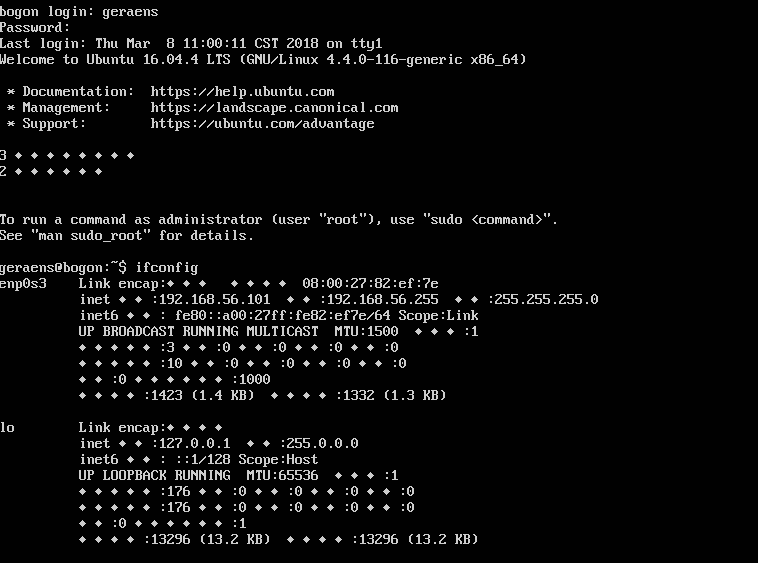 bogon login: geraens
Password:
Last login: Thu Mar  8 11:00:11 CST 2018 on tty1
Welcome to Ubuntu 16.04.4 LTS (GNU/Linux 4.4.0-116-generic x86_64)
* Documentation:  https://help.ubuntu.com
* Management:     https://landscape.canonical.com
* Support:        https://ubuntu.com/advantage
3 ◆ ◆ ◆ ◆ ◆ ◆ ◆ ◆
2 ◆ ◆ ◆ ◆ ◆ ◆
To run a command as administrator (user "root"), use "sudo <command>".
See "man sudo_root" for details.
geraens@bogon:~$ ifconfig
enp0s3    Link encap:◆ ◆ ◆   ◆ ◆ ◆ ◆  08:00:27:82:ef:7e
inet ◆ ◆ :192.168.56.101  ◆ ◆ :192.168.56.255  ◆ ◆ :255.255.255.0
inet6 ◆ ◆ : fe80::a00:27ff:fe82:ef7e/64 Scope:Link
UP BROADCAST RUNNING MULTICAST  MTU:1500  ◆ ◆ ◆ :1
◆ ◆ ◆ ◆ ◆ :3 ◆ ◆ :0 ◆ ◆ :0 ◆ ◆ :0 ◆ ◆ :0
◆ ◆ ◆ ◆ ◆ :10 ◆ ◆ :0 ◆ ◆ :0 ◆ ◆ :0 ◆ ◆ :0
◆ ◆ :0 ◆ ◆ ◆ ◆ ◆ ◆ :1000
◆ ◆ ◆ ◆ :1423 (1.4 KB)  ◆ ◆ ◆ ◆ :1332 (1.3 KB)
lo        Link encap:◆ ◆ ◆ ◆
inet ◆ ◆ :127.0.0.1  ◆ ◆ :255.0.0.0
inet6 ◆ ◆ : ::1/128 Scope:Host
UP LOOPBACK RUNNING  MTU:65536  ◆ ◆ ◆ :1
◆ ◆ ◆ ◆ ◆ :176 ◆ ◆ :0 ◆ ◆ :0 ◆ ◆ :0 ◆ ◆ :0
◆ ◆ ◆ ◆ ◆ :176 ◆ ◆ :0 ◆ ◆ :0 ◆ ◆ :0 ◆ ◆ :0
◆ ◆ :0 ◆ ◆ ◆ ◆ ◆ ◆ :1
◆ ◆ ◆ ◆ :13296 (13.2 KB)  ◆ ◆ ◆ ◆ :13296 (13.2 KB)